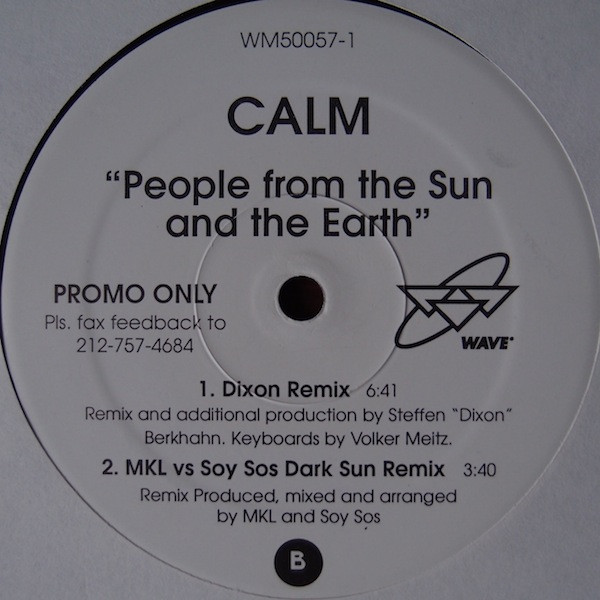 WM50057-1
CALM
“People from the Sun
and the Earth”
PROMO ONLY
Pls. fax feedback to
212-757-4684
WAVE
1. Dixon Remix 6:41
Remix and additional production by Steffen “Dixon”
Berkhahn. Keyboards by Volker Meitz.
2. MKL vs Soy Sos Dark Sun Remix 3:40
Remix Produced, mixed and arranged
by MKL and Soy Sos
B